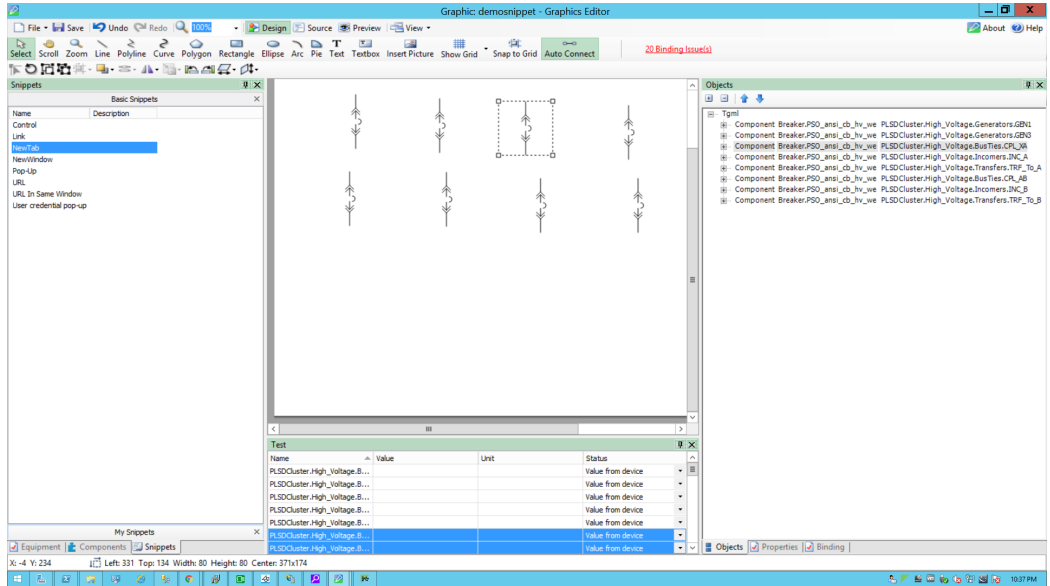 Graphic: demosnippet - Graphics Editor
File Save Undo Redo 100% Design Source Preview View About Help
Select Scroll Zoom Line Polyline Curve Polygon Rectangle Ellipse Arc Pie Text Textbox Insert Picture Show Grid Snap to Grid Auto Connect 20 Binding Issue(s)
Snippets
Basic Snippets
Name Description
Control
Link
NewTab
NewWindow
Pop-Up
URL
URL In Same Window
User credential pop-up
My Snippets
Equipment Components Snippets
Test
Name Value Unit Status
PLSDCluster.High_Voltage.B... Value from device
PLSDCluster.High_Voltage.B... Value from device
PLSDCluster.High_Voltage.B... Value from device
PLSDCluster.High_Voltage.B... Value from device
PLSDCluster.High_Voltage.B... Value from device
PLSDCluster.High_Voltage.B... Value from device
Objects
Tgml
Component Breaker.PSO_ansi_cb_hv_we PLSDCluster.High_Voltage.Generators.GEN1
Component Breaker.PSO_ansi_cb_hv_we PLSDCluster.High_Voltage.Generators.GEN3
Component Breaker.PSO_ansi_cb_hv_we PLSDCluster.High_Voltage.BusTies.CPL_XA
Component Breaker.PSO_ansi_cb_hv_we PLSDCluster.High_Voltage.Incomers.INC_A
Component Breaker.PSO_ansi_cb_hv_we PLSDCluster.High_Voltage.Transfers.TRF_To_A
Component Breaker.PSO_ansi_cb_hv_we PLSDCluster.High_Voltage.BusTies.CPL_AB
Component Breaker.PSO_ansi_cb_hv_we PLSDCluster.High_Voltage.Incomers.INC_B
Component Breaker.PSO_ansi_cb_hv_we PLSDCluster.High_Voltage.Transfers.TRF_To_B
Objects Properties Binding
X: -4 Y: 234 Left: 331 Top: 134 Width: 80 Height: 80 Center: 371x174
10:37 PM